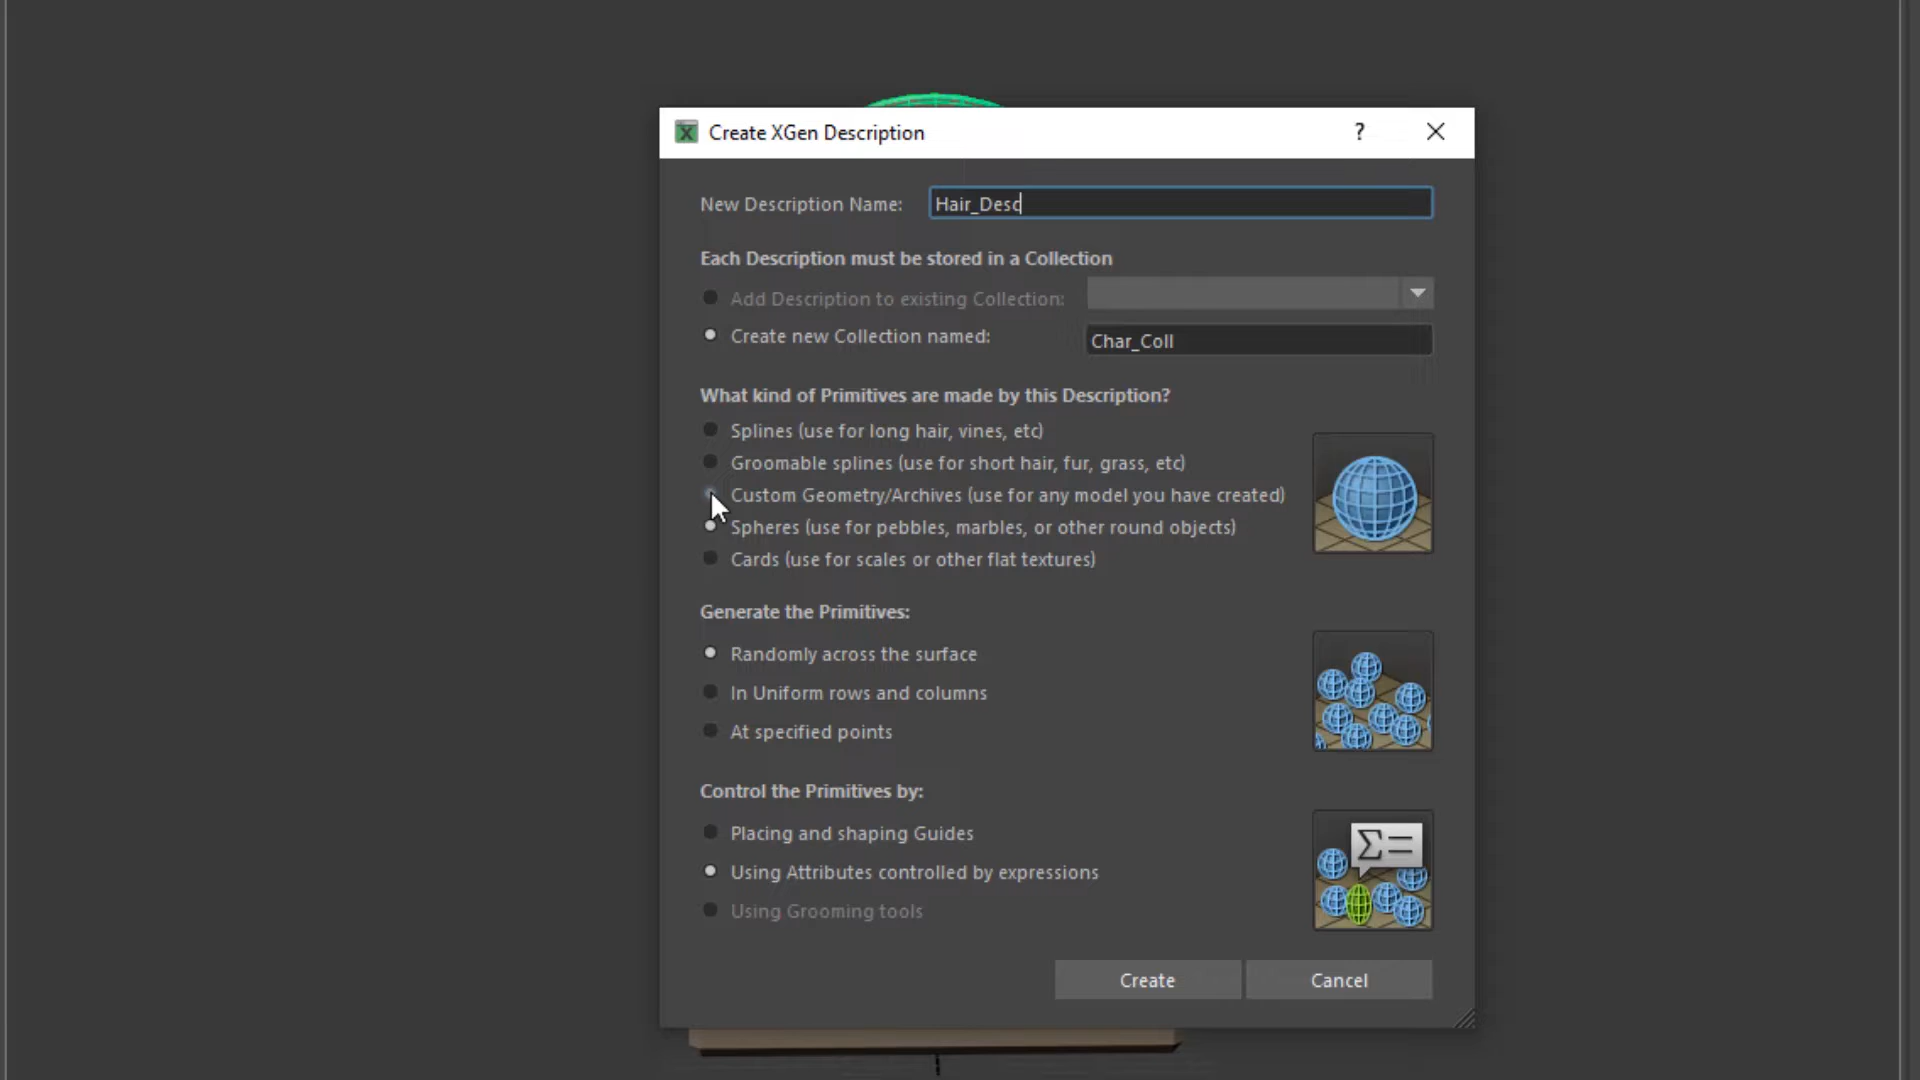 Create XGen Description
?
New Description Name: Hair_Desc
Each Description must be stored in a Collection
Add Description to existing Collection:
Create new Collection named: Char_Coll
What kind of Primitives are made by this Description?
Splines (use for long hair, vines, etc)
Groomable splines (use for short hair, fur, grass, etc)
Custom Geometry/Archives (use for any model you have created)
Spheres (use for pebbles, marbles, or other round objects)
Cards (use for scales or other flat textures)
Generate the Primitives:
Randomly across the surface
In Uniform rows and columns
At specified points
Control the Primitives by:
Placing and shaping Guides
Σ=
Using Attributes controlled by expressions
Using Grooming tools
Create Cancel